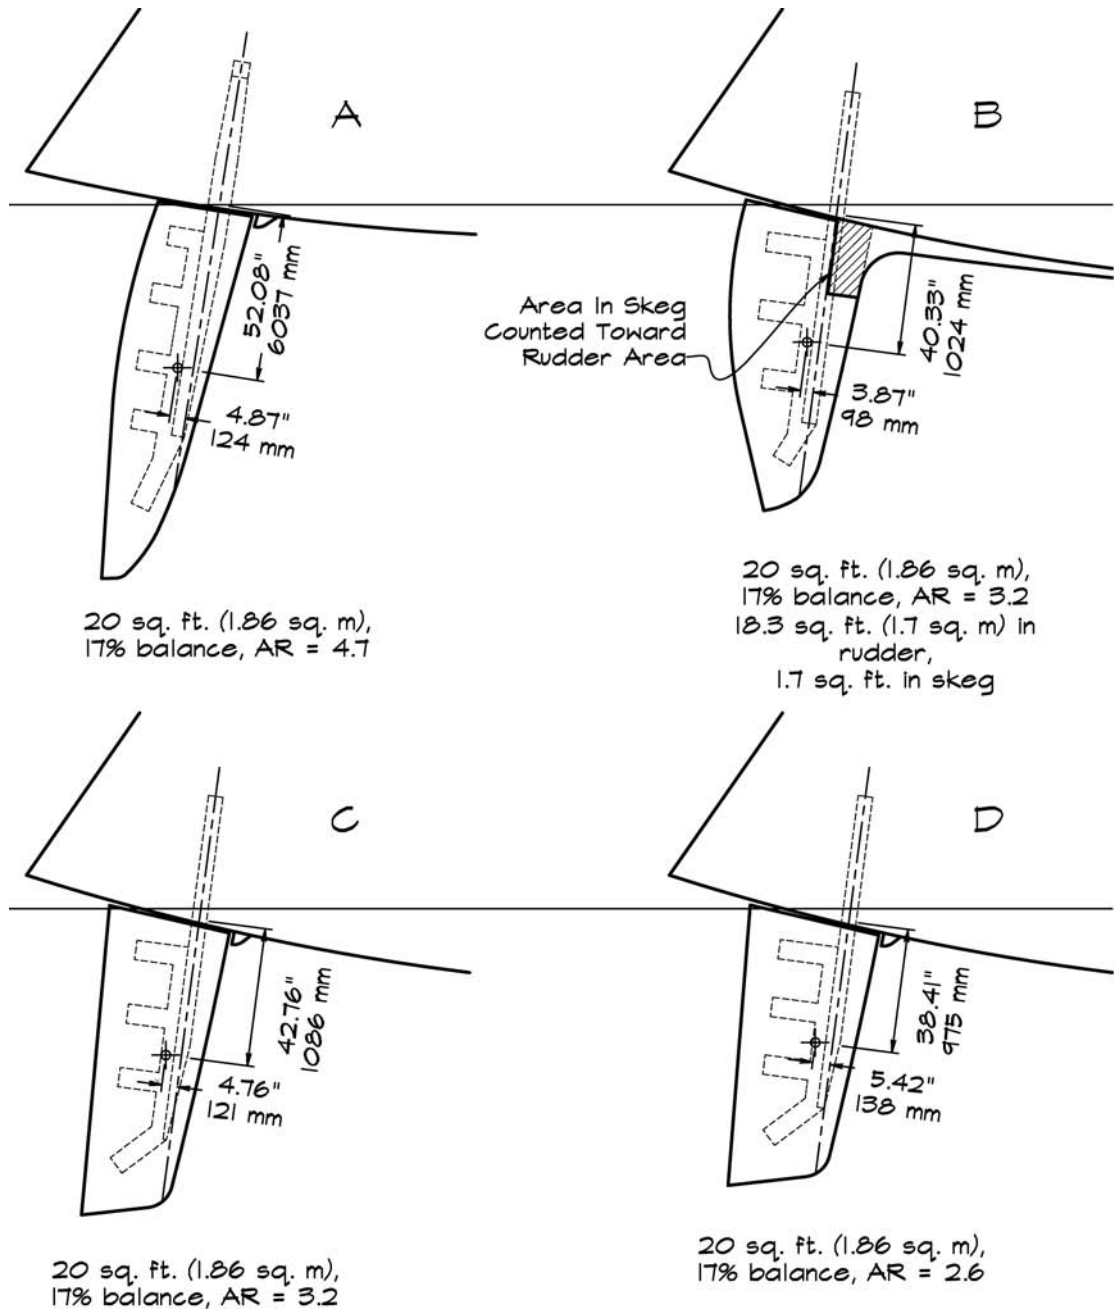 A
52.08"
6037 mm
4.87"
124 mm
20 sq. ft. (1.86 sq. m),
17% balance, AR = 4.7
B
Area In Skeg
Counted Toward
Rudder Area
40.33"
1024 mm
3.87"
98 mm
20 sq. ft. (1.86 sq. m),
17% balance, AR = 3.2
18.3 sq. ft. (1.7 sq. m) in
rudder,
1.7 sq. ft. in skeg
C
42.76"
1086 mm
4.76"
121 mm
20 sq. ft. (1.86 sq. m),
17% balance, AR = 3.2
D
38.41"
975 mm
5.42"
138 mm
20 sq. ft. (1.86 sq. m),
17% balance, AR = 2.6